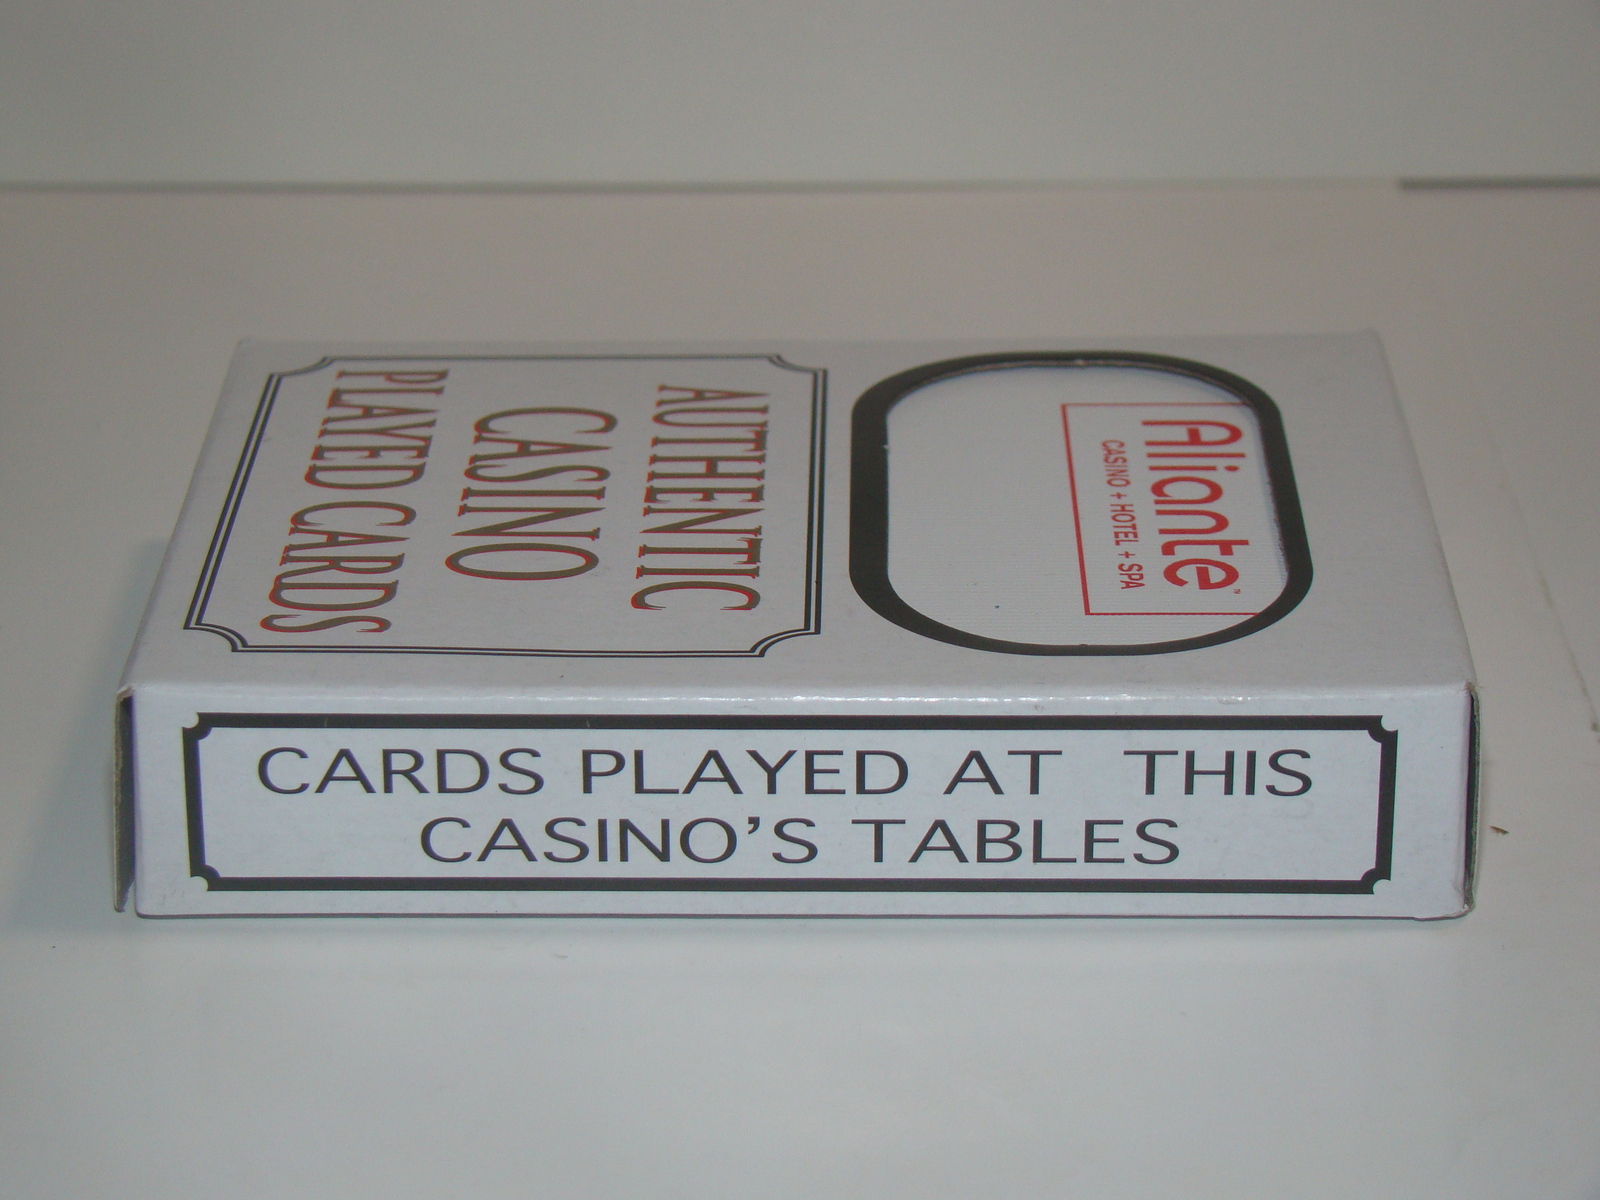 Aliante™
CASINO + HOTEL + SPA
AUTHENTIC
CASINO
PLAYED CARDS
CARDS PLAYED AT THIS
CASINO'S TABLES